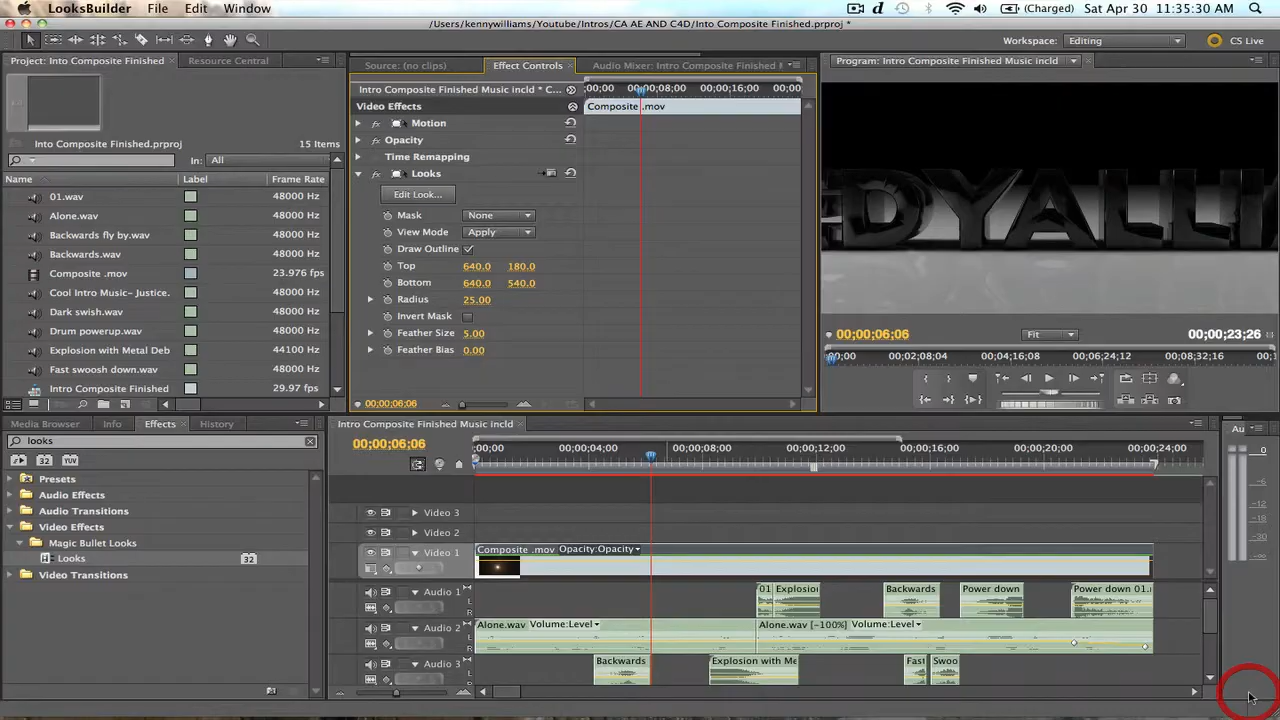 LooksBuilder File Edit Window (Charged) Sat Apr 30 11:35:30 AM
/Users/kennywilliams/Youtube/Intros/CA AE AND C4D/Into Composite Finished.prproj *
Workspace: Editing CS Live
Project: Into Composite Finished Resource Central
Source: (no clips) Effect Controls Audio Mixer: Intro Composite Finished
Program: Intro Composite Finished Music incld
Intro Composite Finished Music incld * C...
;00;00 00;00;08;00 00;00;16;00 00;00
Video Effects
Composite .mov
Motion
Opacity
Time Remapping
Looks
Edit Look...
Mask None
View Mode Apply
Draw Outline
Top 640.0 180.0
Bottom 640.0 540.0
Radius 25.00
Invert Mask
Feather Size 5.00
Feather Bias 0.00
00;00;06;06
Into Composite Finished.prproj 15 Items
In: All
Name Label Frame Rate
01.wav 48000 Hz
Alone.wav 48000 Hz
Backwards fly by.wav 48000 Hz
Backwards.wav 48000 Hz
Composite .mov 23.976 fps
Cool Intro Music- Justice. 48000 Hz
Dark swish.wav 48000 Hz
Drum powerup.wav 48000 Hz
Explosion with Metal Deb 44100 Hz
Fast swoosh down.wav 48000 Hz
Intro Composite Finished 29.97 fps
DYALLI
00;00;06;06 Fit 00;00;23;26
00;00 00;02;08;04 00;04;16;08 00;06;24;12 00;08;32;16
Media Browser Info Effects History
looks
32 YUV
Presets
Audio Effects
Audio Transitions
Video Effects
Magic Bullet Looks
Looks 32
Video Transitions
Intro Composite Finished Music incld
00;00;06;06
;00;00 00;00;04;00 00;00;08;00 00;00;12;00 00;00;16;00 00;00;20;00 00;00;24;00
Video 3
Video 2
Video 1 Composite .mov Opacity:Opacity
Audio 1 L R 01 Explosion Backwards Power down Power down 01.
Audio 2 L R Alone.wav Volume:Level Alone.wav [-100%] Volume:Level
Audio 3 L R Backwards Explosion with Me Fast Swoo
Au
0
-6
-12
-18
-30